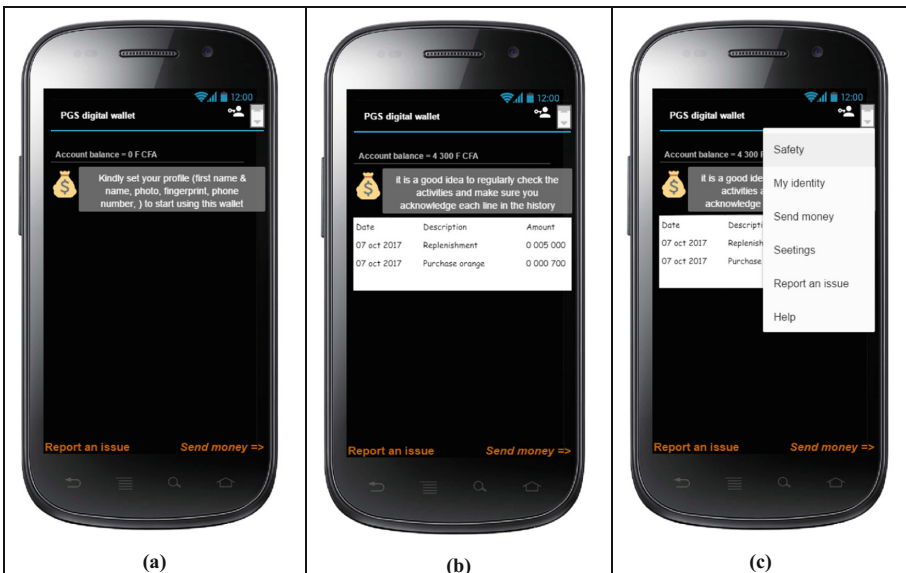 12:00
PGS digital wallet
Account balance = 0 F CFA
Kindly set your profile (first name &
name, photo, fingerprint, phone
number, ) to start using this wallet
Report an issue
Send money =>
(a)
12:00
PGS digital wallet
Account balance = 4 300 F CFA
it is a good idea to regularly check the
activities and make sure you
acknowledge each line in the history
Date Description Amount
07 oct 2017 Replenishment 0 005 000
07 oct 2017 Purchase orange 0 000 700
Report an issue
Send money =>
(b)
12:00
PGS digital wallet
Account balance = 4 300 F
it is a good ide
activities a
acknowledge
Date Descripti
07 oct 2017 Replenish
07 oct 2017 Purchase
Safety
My identity
Send money
Seetings
Report an issue
Help
Report an issue
Send money =>
(c)